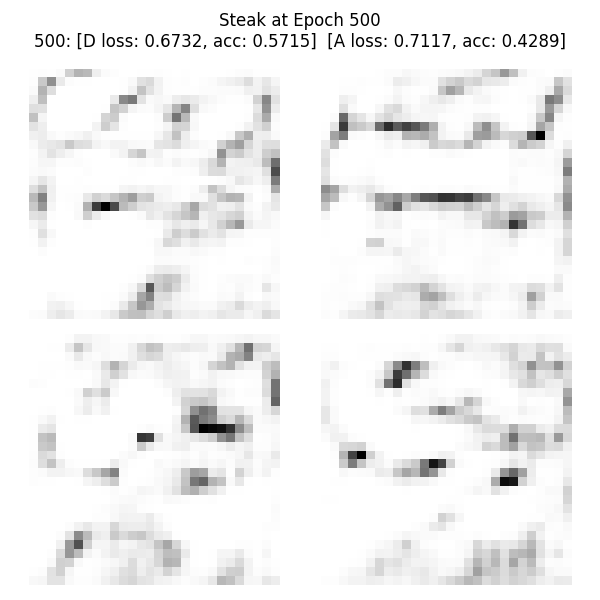 Steak at Epoch 500
500: [D loss: 0.6732, acc: 0.5715]  [A loss: 0.7117, acc: 0.4289]